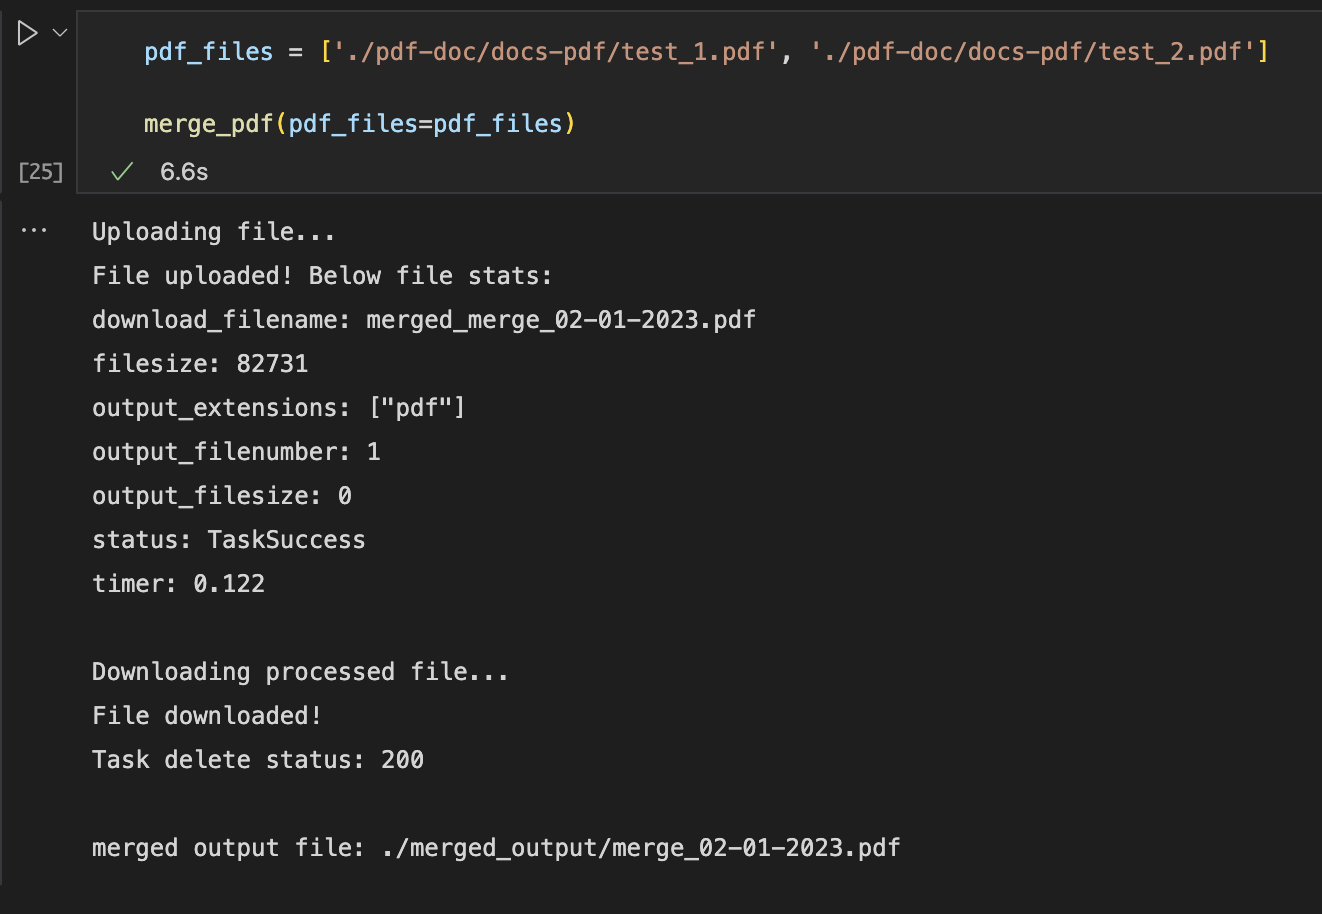 pdf_files = ['./pdf-doc/docs-pdf/test_1.pdf', './pdf-doc/docs-pdf/test_2.pdf']
merge_pdf(pdf_files=pdf_files)
[25] 6.6s
Uploading file...
File uploaded! Below file stats:
download_filename: merged_merge_02-01-2023.pdf
filesize: 82731
output_extensions: ["pdf"]
output_filenumber: 1
output_filesize: 0
status: TaskSuccess
timer: 0.122
Downloading processed file...
File downloaded!
Task delete status: 200
merged output file: ./merged_output/merge_02-01-2023.pdf